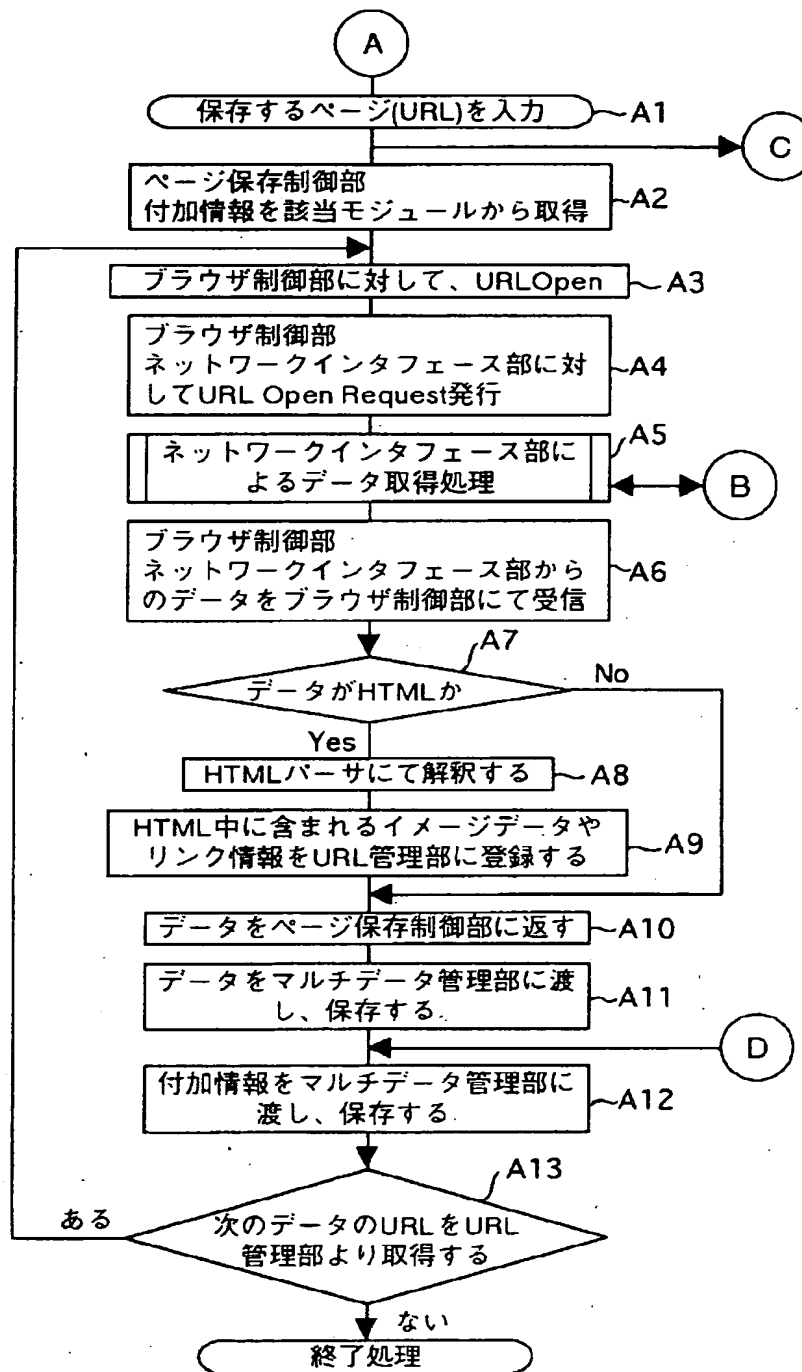 A
保存するページ(URL)を入力
A1
C
ページ保存制御部
付加情報を該当モジュールから取得
A2
ブラウザ制御部に対して、URLOpen
A3
ブラウザ制御部
ネットワークインタフェース部に対
してURL Open Request発行
A4
ネットワークインタフェース部に
よるデータ取得処理
A5
B
ブラウザ制御部
ネットワークインタフェース部から
のデータをブラウザ制御部にて受信
A6
A7
データがHTMLか
No
Yes
HTMLパーサにて解釈する
A8
HTML中に含まれるイメージデータや
リンク情報をURL管理部に登録する
A9
データをページ保存制御部に返す
A10
データをマルチデータ管理部に渡
し、保存する
A11
D
付加情報をマルチデータ管理部に
渡し、保存する
A12
A13
ある
次のデータのURLをURL
管理部より取得する
ない
終了処理